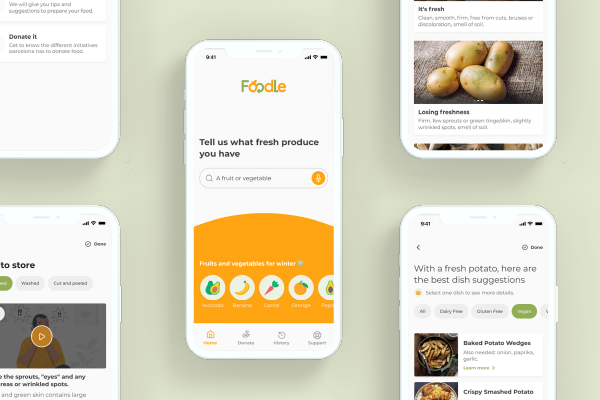 We will give you tips and
suggestions to prepare your food.
Donate it
Get to know the different initiatives
Barcelona has to donate food.
9:41
Foodle
Tell us what fresh produce
you have
A fruit or vegetable
Fruits and vegetables for winter
Avocado
Banana
Carrot
Orange
Home
Donate
History
Support
It's fresh
Clean, smooth, firm, free from cuts, bruises or
discoloration, smell of soil.
Losing freshness
Firm, few sprouts or green tinge/skin, slightly
wrinkled spots, smell of soil.
Done
to store
Washed
Cut and peeled
the sprouts, "eyes" and any
areas or wrinkled spots.
and green skin contains large
9:41
Done
With a fresh potato, here are
the best dish suggestions
Select one dish to see more details.
All
Dairy Free
Gluten Free
Vegan
Baked Potato Wedges
Also needed: onion, paprika,
garlic.
Learn more
Crispy Smashed Potato